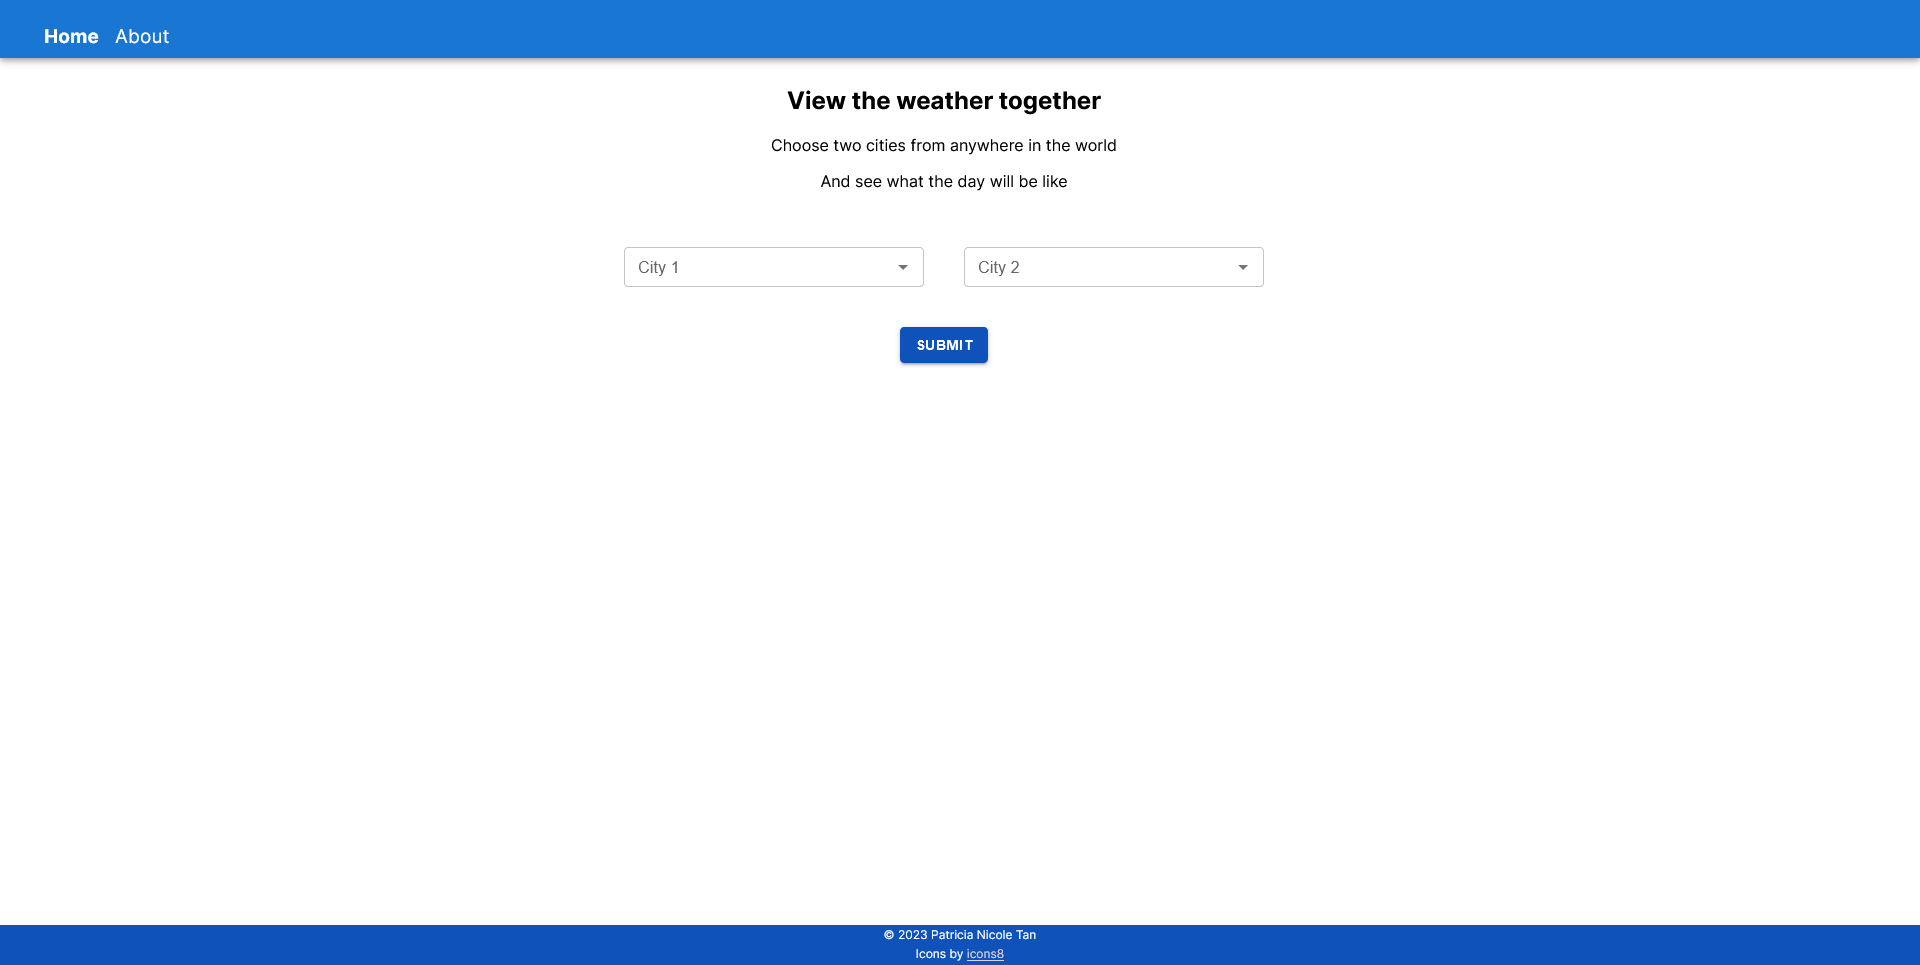 Home About
View the weather together
Choose two cities from anywhere in the world
And see what the day will be like
City 1 City 2
SUBMIT
© 2023 Patricia Nicole Tan
Icons by icons8